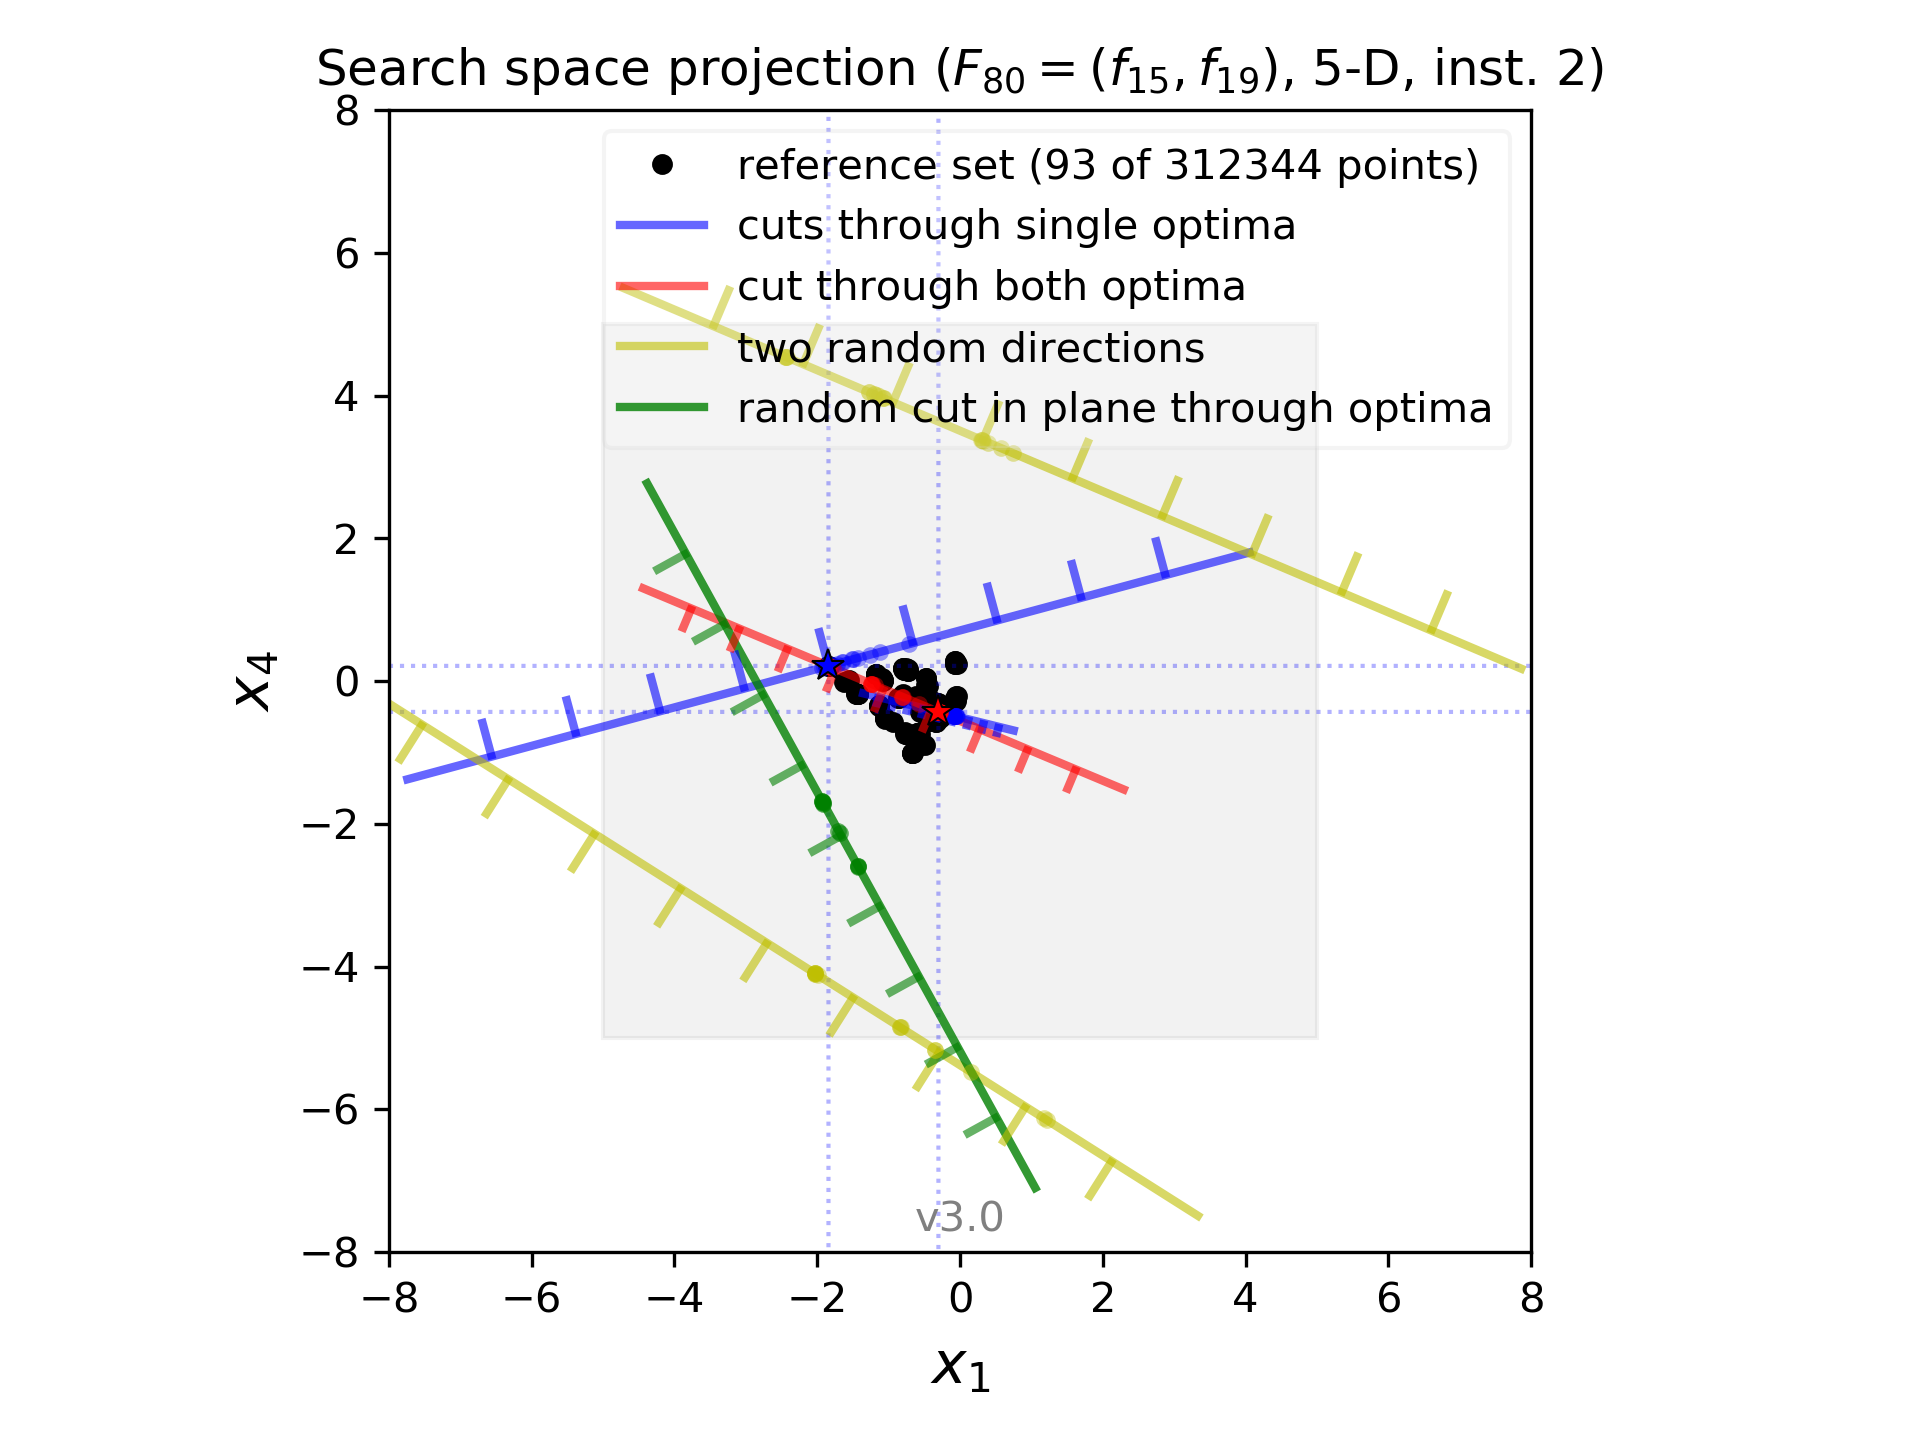 Search space projection (F80 = (f15, f19), 5-D, inst. 2)
8
reference set (93 of 312344 points)
cuts through single optima
6
cut through both optima
two random directions
4
random cut in plane through optima
2
x4
0
−2
−4
−6
v3.0
−8
−8 −6 −4 −2 0 2 4 6 8
x1